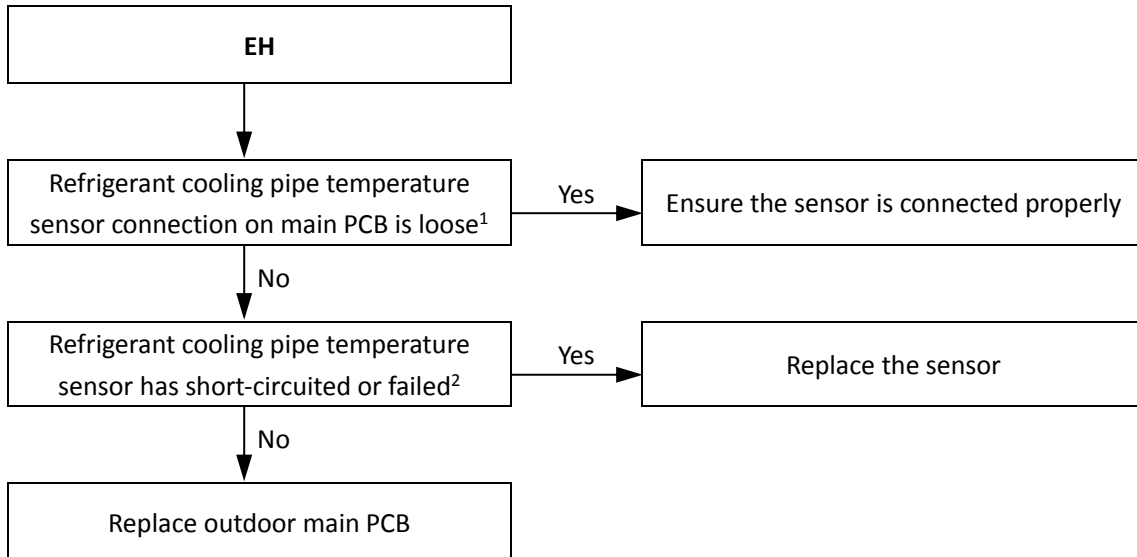 EH
Refrigerant cooling pipe temperature
sensor connection on main PCB is loose¹
Yes
Ensure the sensor is connected properly
No
Refrigerant cooling pipe temperature
sensor has short-circuited or failed²
Yes
Replace the sensor
No
Replace outdoor main PCB